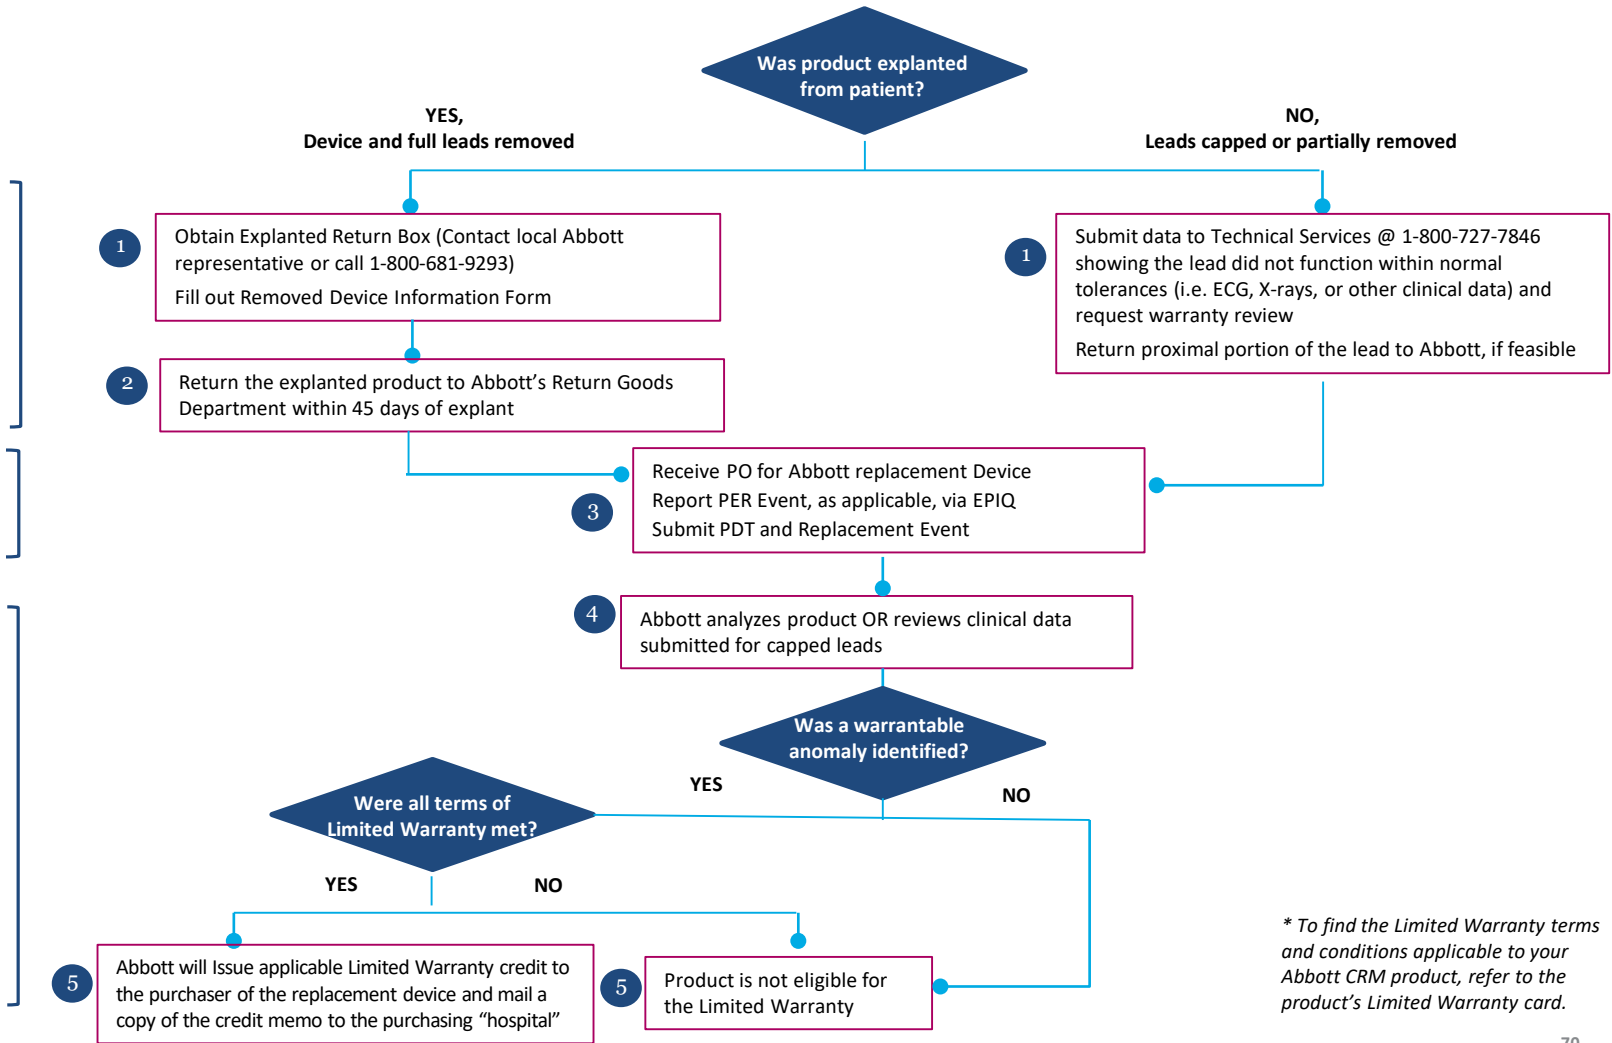 Was product explanted
from patient?
YES,
Device and full leads removed
NO,
Leads capped or partially removed
1
Obtain Explanted Return Box (Contact local Abbott
representative or call 1-800-681-9293)
Fill out Removed Device Information Form
1
Submit data to Technical Services @ 1-800-727-7846
showing the lead did not function within normal
tolerances (i.e. ECG, X-rays, or other clinical data) and
request warranty review
Return proximal portion of the lead to Abbott, if feasible
2
Return the explanted product to Abbott’s Return Goods
Department within 45 days of explant
3
Receive PO for Abbott replacement Device
Report PER Event, as applicable, via EPIQ
Submit PDT and Replacement Event
4
Abbott analyzes product OR reviews clinical data
submitted for capped leads
Was a warrantable
anomaly identified?
YES
NO
Were all terms of
Limited Warranty met?
YES
NO
5
Abbott will Issue applicable Limited Warranty credit to
the purchaser of the replacement device and mail a
copy of the credit memo to the purchasing “hospital”
5
Product is not eligible for
the Limited Warranty
* To find the Limited Warranty terms
and conditions applicable to your
Abbott CRM product, refer to the
product’s Limited Warranty card.